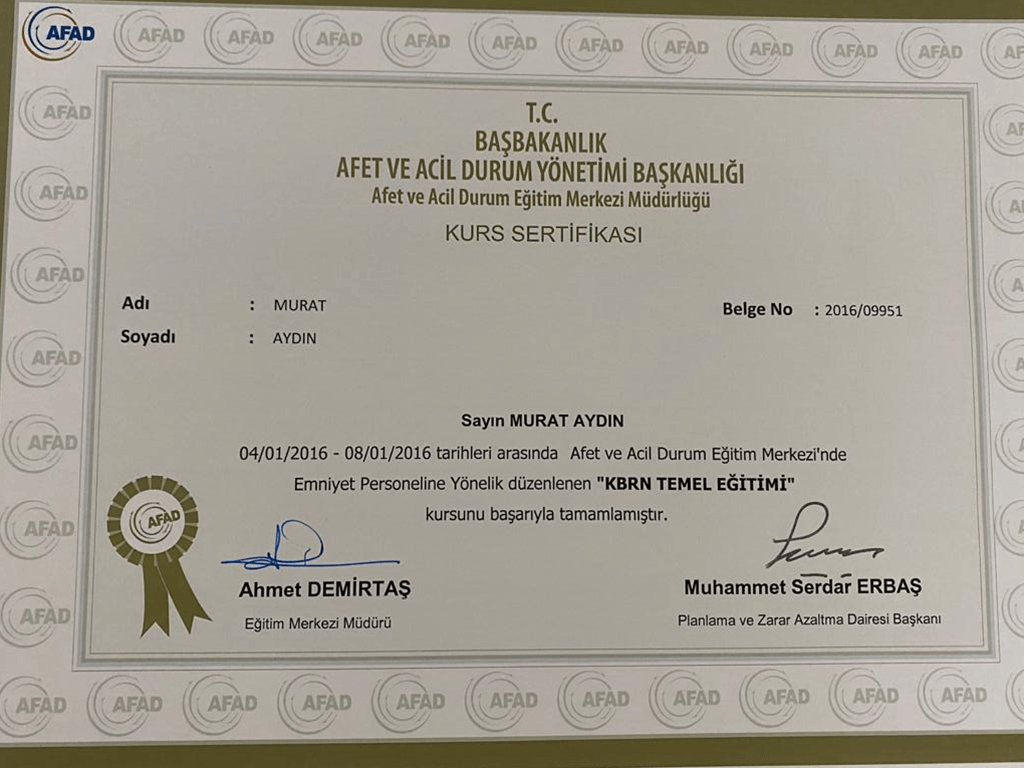 AFAD
T.C.
BAŞBAKANLIK
AFET VE ACİL DURUM YÖNETİMİ BAŞKANLIĞI
Afet ve Acil Durum Eğitim Merkezi Müdürlüğü
KURS SERTİFİKASI
Adı : MURAT
Belge No : 2016/09951
Soyadı : AYDIN
Sayın MURAT AYDIN
04/01/2016 - 08/01/2016 tarihleri arasında Afet ve Acil Durum Eğitim Merkezi'nde
Emniyet Personeline Yönelik düzenlenen "KBRN TEMEL EĞİTİMİ"
kursunu başarıyla tamamlamıştır.
AFAD
Ahmet DEMİRTAŞ
Eğitim Merkezi Müdürü
Muhammet Serdar ERBAŞ
Planlama ve Zarar Azaltma Dairesi Başkanı